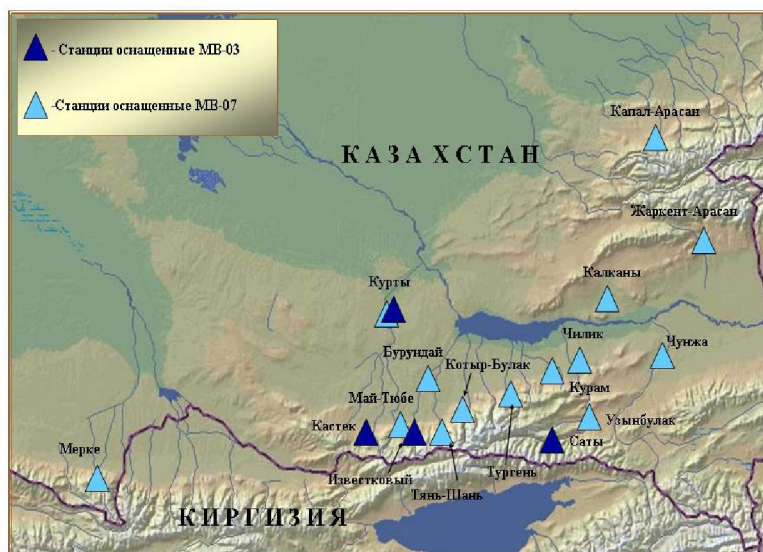 - Станции оснащенные МВ-03
-Станции оснащенные МВ-07
Капал-Арасан
КАЗАХСТАН
Жаркент-Арасан
Калканы
Курты
Чилик
Чунжа
Бурундай
Котыр-Булак
Курам
Май-Тюбе
Узынбулак
Кастек
Саты
Мерке
Известковый
Тургень
Тянь-Шань
КИРГИЗИЯ